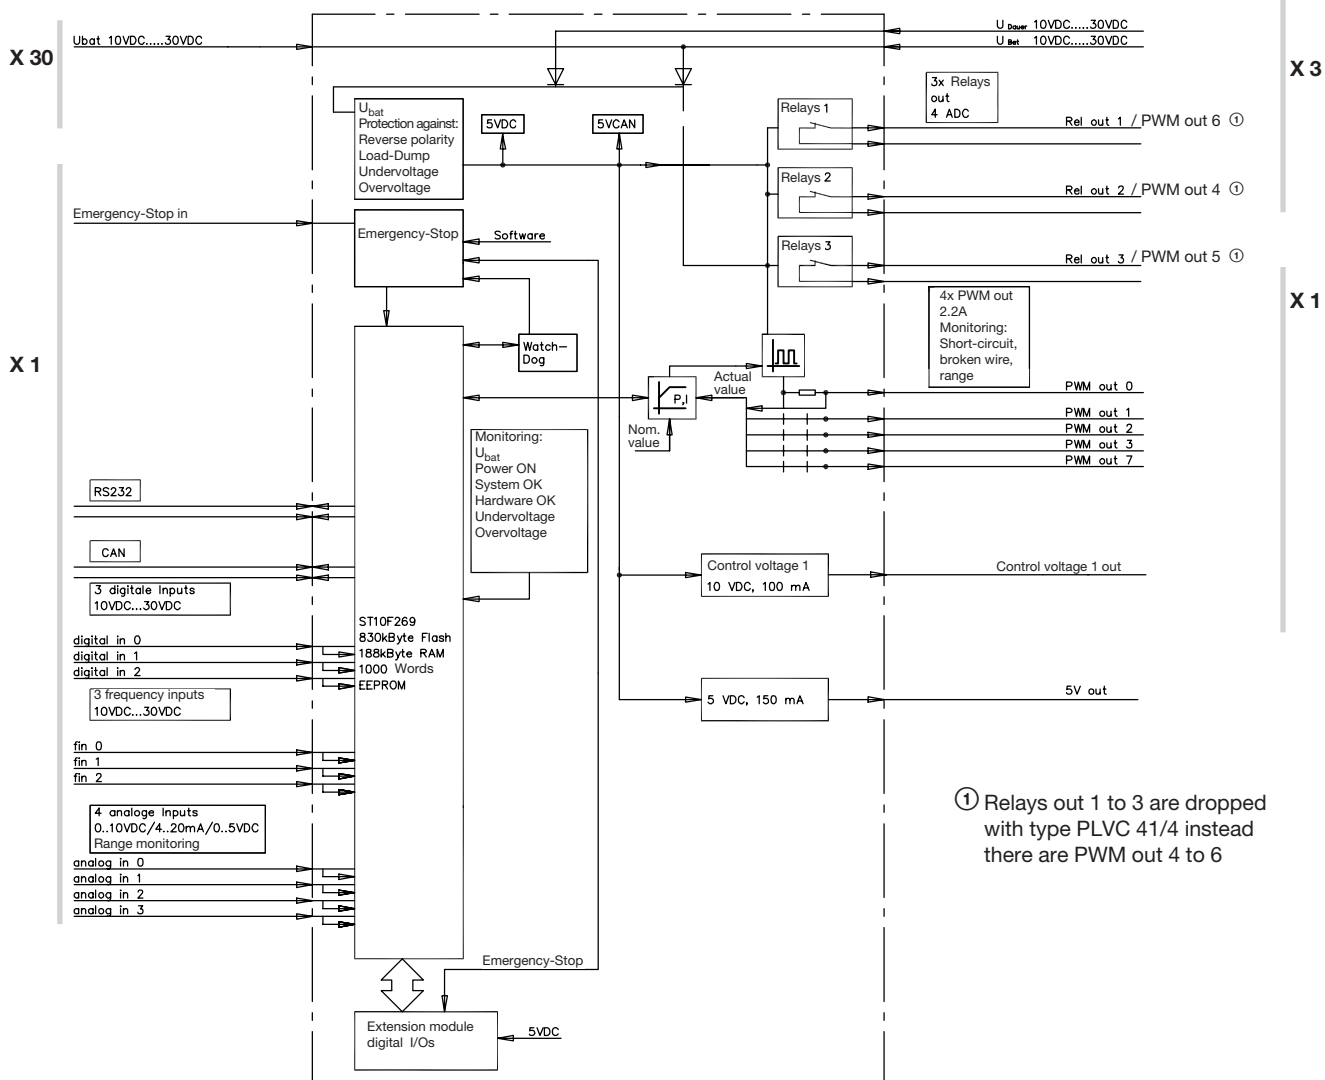 X 30
Ubat 10VDC.....30VDC
U Dauer 10VDC.....30VDC
U Bat 10VDC.....30VDC
X 3
Ubat
Protection against:
Reverse polarity
Load-Dump
Undervoltage
Overvoltage
5VDC
5VCAN
Relays 1
3x Relays
out
4 ADC
Rel out 1 / PWM out 6 ①
Relays 2
Rel out 2 / PWM out 4 ①
Relays 3
Rel out 3 / PWM out 5 ①
Emergency-Stop in
Emergency-Stop
Software
X 1
X 1
Watch-
Dog
4x PWM out
2.2A
Monitoring:
Short-circuit,
broken wire,
range
P,I
Actual
value
Nom.
value
PWM out 0
PWM out 1
PWM out 2
PWM out 3
PWM out 7
Monitoring:
Ubat
Power ON
System OK
Hardware OK
Undervoltage
Overvoltage
RS232
CAN
3 digitale Inputs
10VDC...30VDC
digital in 0
digital in 1
digital in 2
3 frequency inputs
10VDC...30VDC
fin 0
fin 1
fin 2
4 analoge Inputs
0..10VDC/4..20mA/0..5VDC
Range monitoring
analog in 0
analog in 1
analog in 2
analog in 3
ST10F269
830kByte Flash
188kByte RAM
1000 Words
EEPROM
Control voltage 1
10 VDC, 100 mA
Control voltage 1 out
5 VDC, 150 mA
5V out
① Relays out 1 to 3 are dropped
with type PLVC 41/4 instead
there are PWM out 4 to 6
Emergency-Stop
Extension module
digital I/Os
5VDC